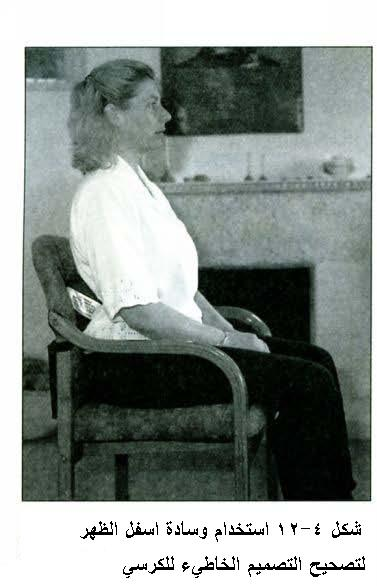 شكل ٤-١٢ استخدام وسادة اسفل الظهر
لتصحيح التصميم الخاطيء للكرسي